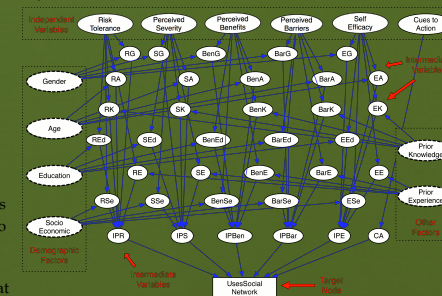 Independent Variables
Risk Tolerance
Perceived Severity
Perceived Benefits
Perceived Barriers
Self Efficacy
Cues to Action
RG
SG
BenG
BarG
EG
Intermediate Variables
Gender
RA
SA
BenA
BarA
EA
RK
SK
BenK
BarK
EK
Age
REd
SEd
BenEd
BarEd
EEd
Prior Knowledge
Education
RE
SE
BenE
BarE
EE
Prior Experience
s
RSe
SSe
BenSe
BarSe
ESe
Socio Economic
Other Factors
IPR
IPS
IPBen
IPBar
IPE
CA
Demographic Factors
Intermediate Variables
UsesSocial Network
Target Node
at